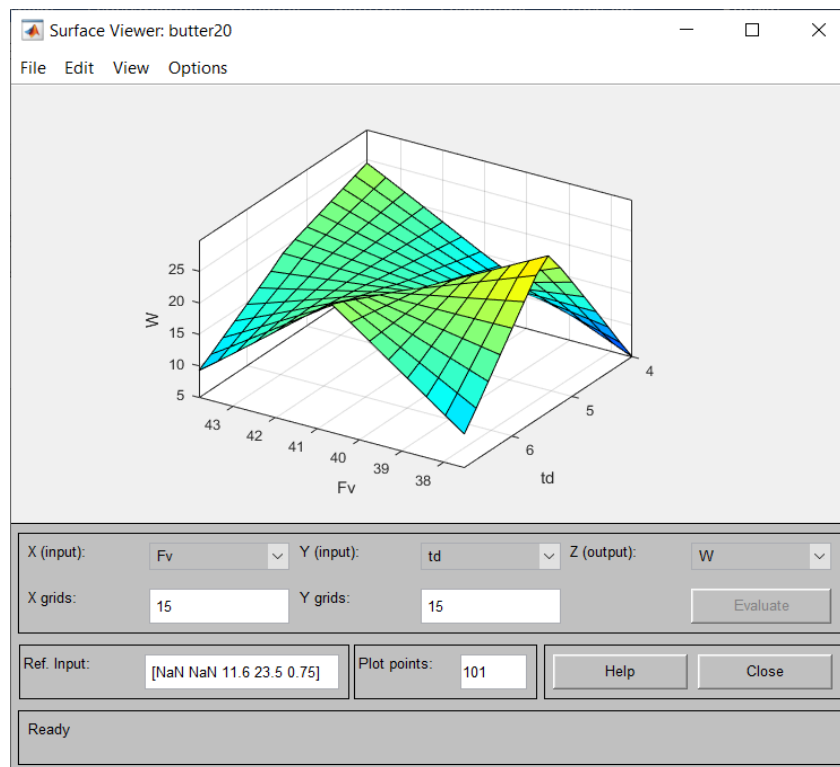 Surface Viewer: butter20
File Edit View Options
25
20
15
10
5
W
43
42
41
40
39
38
Fv
4
5
6
td
X (input): Fv Y (input): td Z (output): W
X grids: 15 Y grids: 15 Evaluate
Ref. Input: [NaN NaN 11.6 23.5 0.75] Plot points: 101 Help Close
Ready